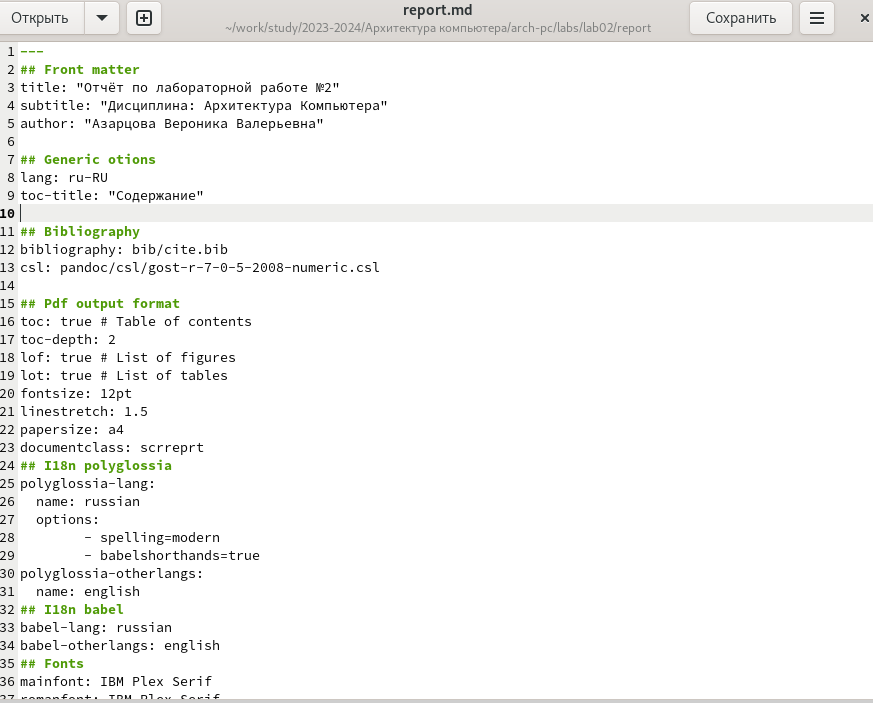 Открыть
report.md
~/work/study/2023-2024/Архитектура компьютера/arch-pc/labs/lab02/report
Сохранить
1 ---
2 ## Front matter
3 title: "Отчёт по лабораторной работе №2"
4 subtitle: "Дисциплина: Архитектура Компьютера"
5 author: "Азарцова Вероника Валерьевна"
6
7 ## Generic otions
8 lang: ru-RU
9 toc-title: "Содержание"
10
11 ## Bibliography
12 bibliography: bib/cite.bib
13 csl: pandoc/csl/gost-r-7-0-5-2008-numeric.csl
14
15 ## Pdf output format
16 toc: true # Table of contents
17 toc-depth: 2
18 lof: true # List of figures
19 lot: true # List of tables
20 fontsize: 12pt
21 linestretch: 1.5
22 papersize: a4
23 documentclass: scrreprt
24 ## I18n polyglossia
25 polyglossia-lang:
26   name: russian
27   options:
28         - spelling=modern
29         - babelshorthands=true
30 polyglossia-otherlangs:
31   name: english
32 ## I18n babel
33 babel-lang: russian
34 babel-otherlangs: english
35 ## Fonts
36 mainfont: IBM Plex Serif
37 romanfont: IBM Plex Serif